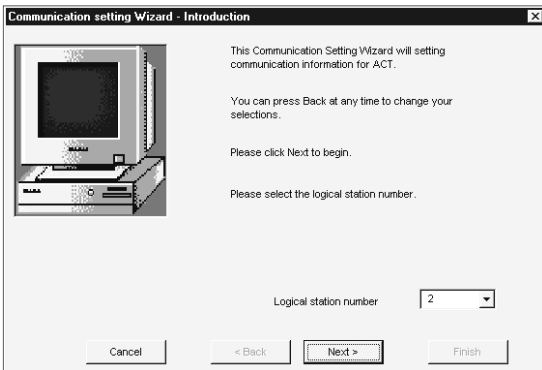 Communication setting Wizard - Introduction
This Communication Setting Wizard will setting
communication information for ACT.
You can press Back at any time to change your
selections.
Please click Next to begin.
Please select the logical station number.
Logical station number 2
Cancel < Back Next > Finish